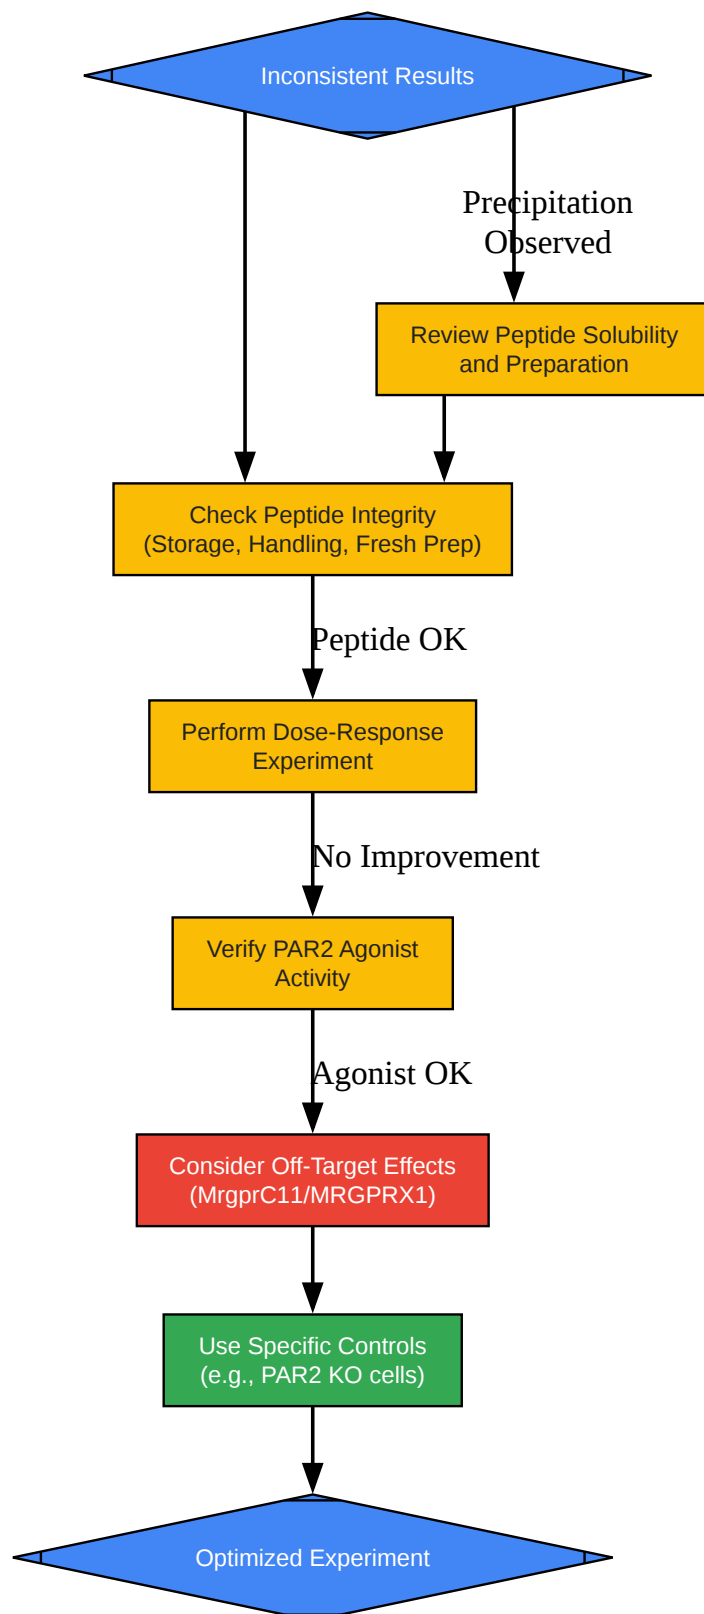 Inconsistent Results
Precipitation
Observed
Review Peptide Solubility
and Preparation
Check Peptide Integrity
(Storage, Handling, Fresh Prep)
Peptide OK
Perform Dose-Response
Experiment
No Improvement
Verify PAR2 Agonist
Activity
Agonist OK
Consider Off-Target Effects
(MrgprC11/MRGPRX1)
Use Specific Controls
(e.g., PAR2 KO cells)
Optimized Experiment